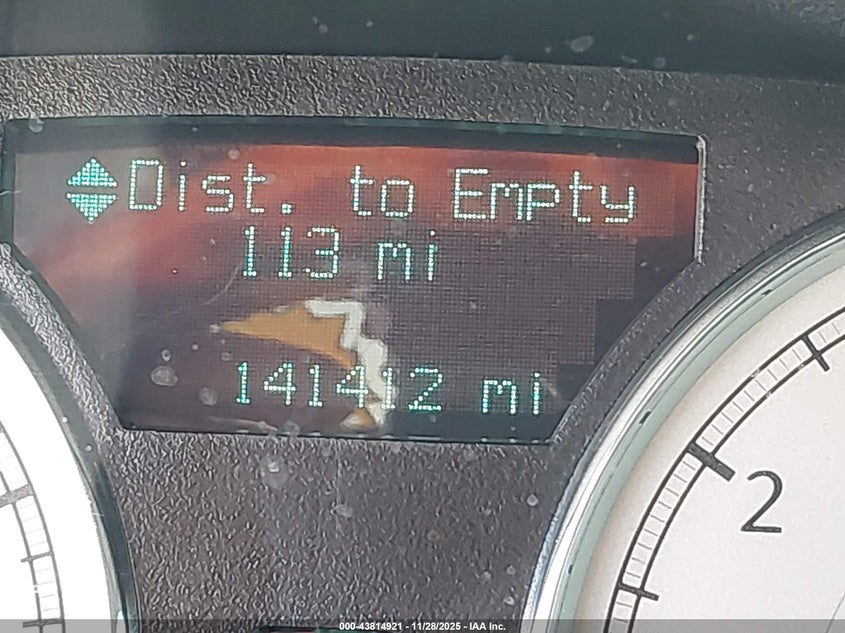 Dist. to Empty
113 mi
141412 mi
2
000-43814921 - 11/28/2025 - IAA Inc.